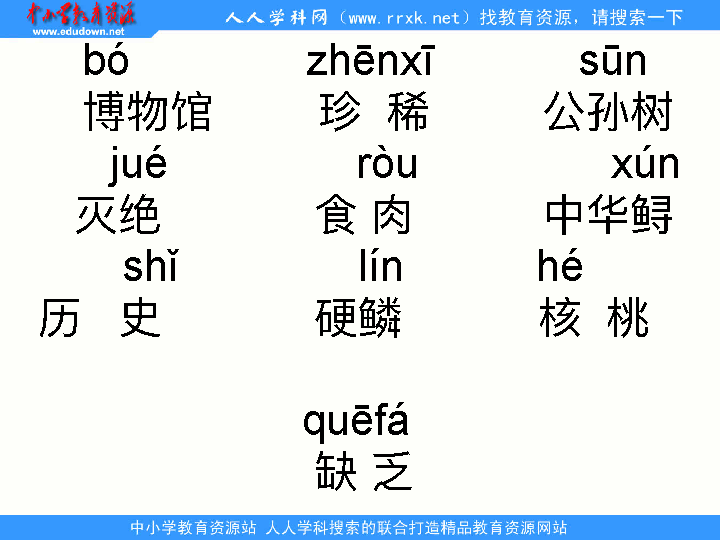 中小学教育资源
www.edudown.net
人人学科网（www.rrxk.net）找教育资源，请搜索一下
bó zhēnxī sūn
博物馆 珍 稀 公孙树
jué ròu xún
灭绝 食 肉 中华鲟
shǐ lín hé
历 史 硬鳞 核 桃
quēfá
缺 乏
中小学教育资源站 人人学科搜索的联合打造精品教育资源网站